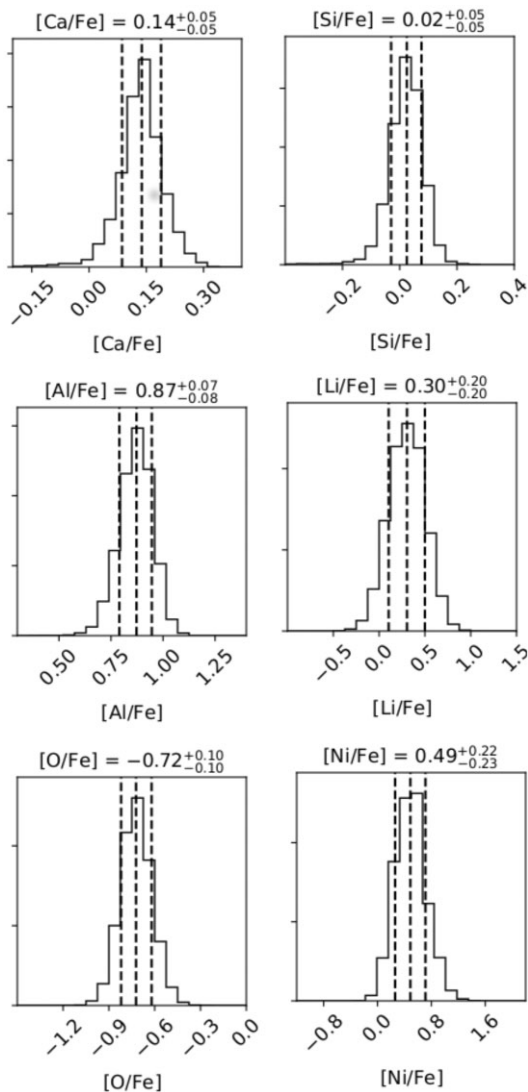 [Ca/Fe] = 0.14+0.05−0.05
[Si/Fe] = 0.02+0.05−0.05
−0.15 0.00 0.15 0.30
−0.2 0.0 0.2 0.4
[Ca/Fe]
[Si/Fe]
[Al/Fe] = 0.87+0.07−0.08
[Li/Fe] = 0.30+0.20−0.20
0.50 0.75 1.00 1.25
−0.5 0.0 0.5 1.0 1.5
[Al/Fe]
[Li/Fe]
[O/Fe] = −0.72+0.10−0.10
[Ni/Fe] = 0.49+0.22−0.23
−1.2 −0.9 −0.6 −0.3 0.0
−0.8 0.0 0.8 1.6
[O/Fe]
[Ni/Fe]